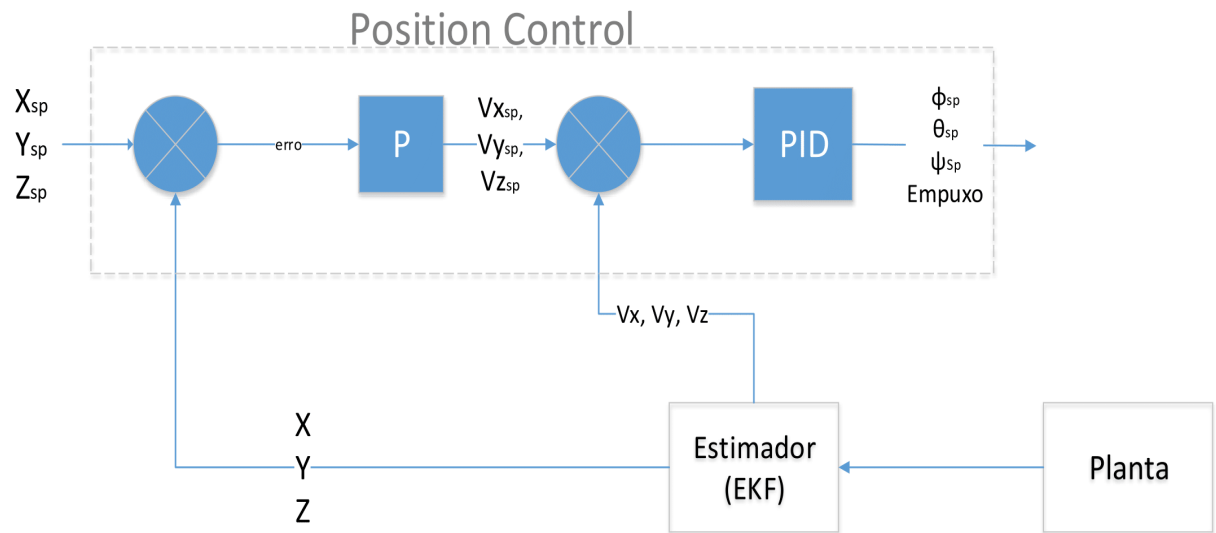 Position Control
Xsp
Ysp
Zsp
erro
P
Vxsp,
Vysp,
Vzsp
PID
ϕsp
θsp
ψSp
Empuxo
Vx, Vy, Vz
X
Y
Z
Estimador
(EKF)
Planta